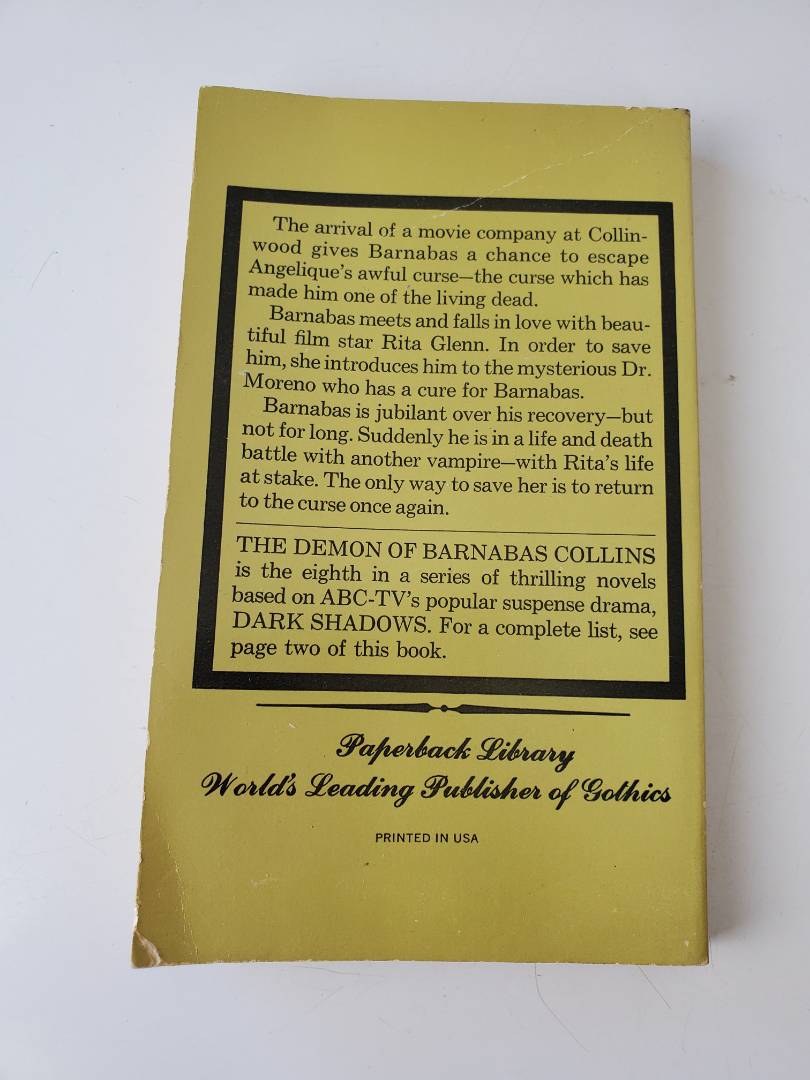 The arrival of a movie company at Collin-
wood gives Barnabas a chance to escape
Angelique's awful curse—the curse which has
made him one of the living dead.
Barnabas meets and falls in love with beau-
tiful film star Rita Glenn. In order to save
him, she introduces him to the mysterious Dr.
Moreno who has a cure for Barnabas.
Barnabas is jubilant over his recovery—but
not for long. Suddenly he is in a life and death
battle with another vampire—with Rita's life
at stake. The only way to save her is to return
to the curse once again.
THE DEMON OF BARNABAS COLLINS
is the eighth in a series of thrilling novels
based on ABC-TV's popular suspense drama,
DARK SHADOWS. For a complete list, see
page two of this book.
Paperback Library
World's Leading Publisher of Gothics
PRINTED IN USA